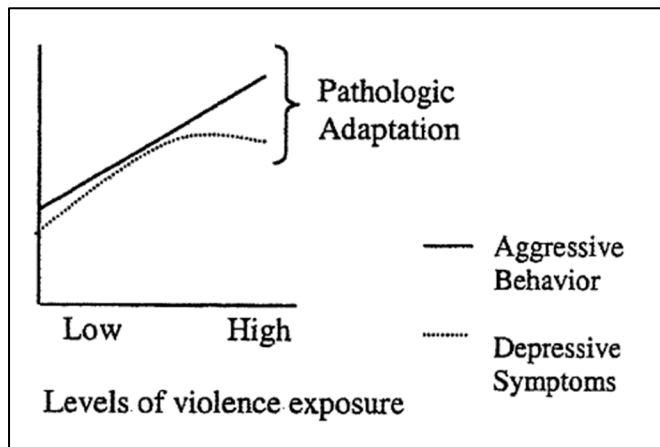 Pathologic
Adaptation
Aggressive
Behavior
Low
High
Depressive
Symptoms
Levels of violence exposure